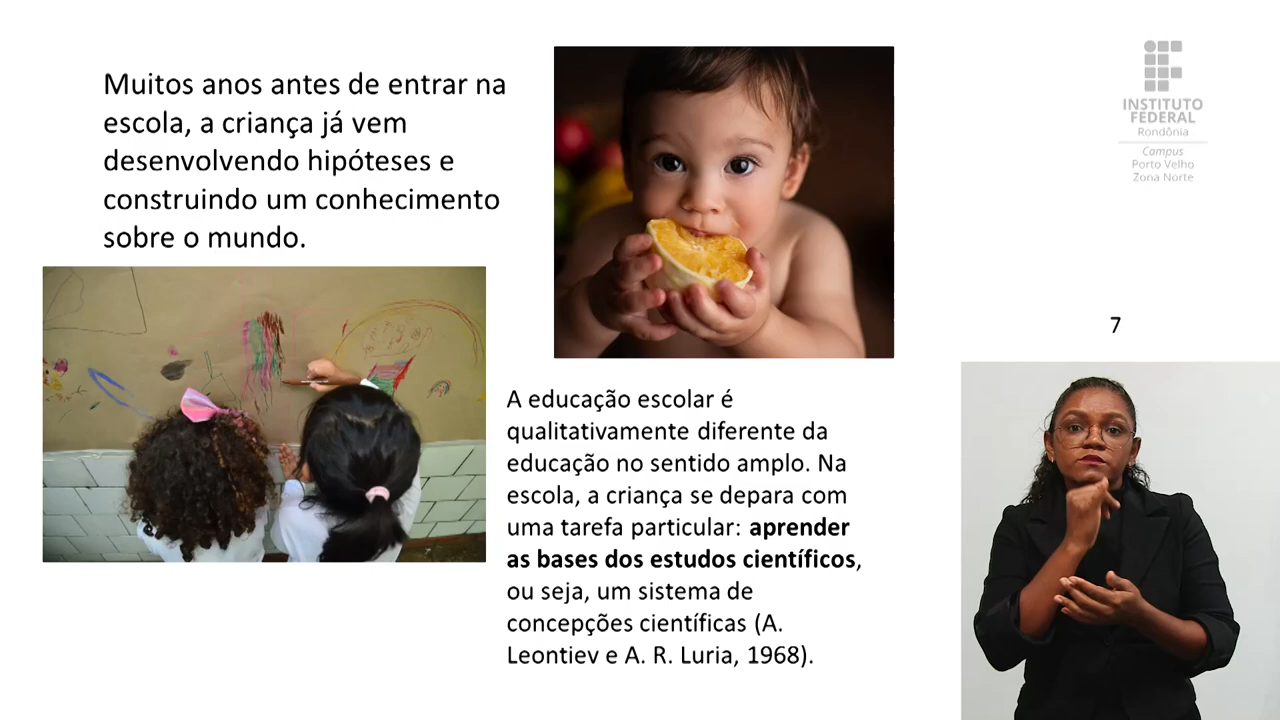 Muitos anos antes de entrar na
escola, a criança já vem
desenvolvendo hipóteses e
construindo um conhecimento
sobre o mundo.
INSTITUTO
FEDERAL
Rondônia
Campus
Porto Velho
Zona Norte
7
A educação escolar é
qualitativamente diferente da
educação no sentido amplo. Na
escola, a criança se depara com
uma tarefa particular: aprender
as bases dos estudos científicos,
ou seja, um sistema de
concepções científicas (A.
Leontiev e A. R. Luria, 1968).